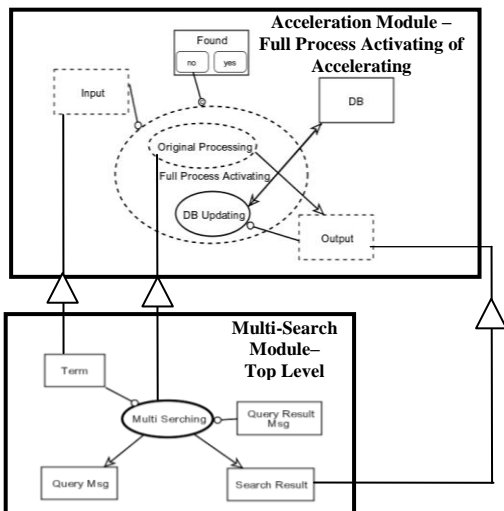 Acceleration Module –
Full Process Activating of
Accelerating
Found
no yes
Input
DB
Original Processing
Full Process Activating
DB Updating
Output
Multi-Search
Module–
Top Level
Term
Multi Serching
Query Result
Msg
Query Msg
Search Result